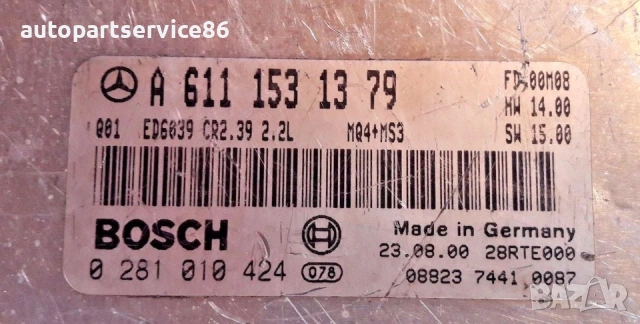 autopartservice86
A 611 153 13 79
FD 00M08
HW 14.00
Q01 ED6039 CR2.39 2.2L MQ4+MS3 SW 15.00
BOSCH
Made in Germany
23.08.00 28RTE000
0 281 010 424 078
08823 7441 0087
bazar